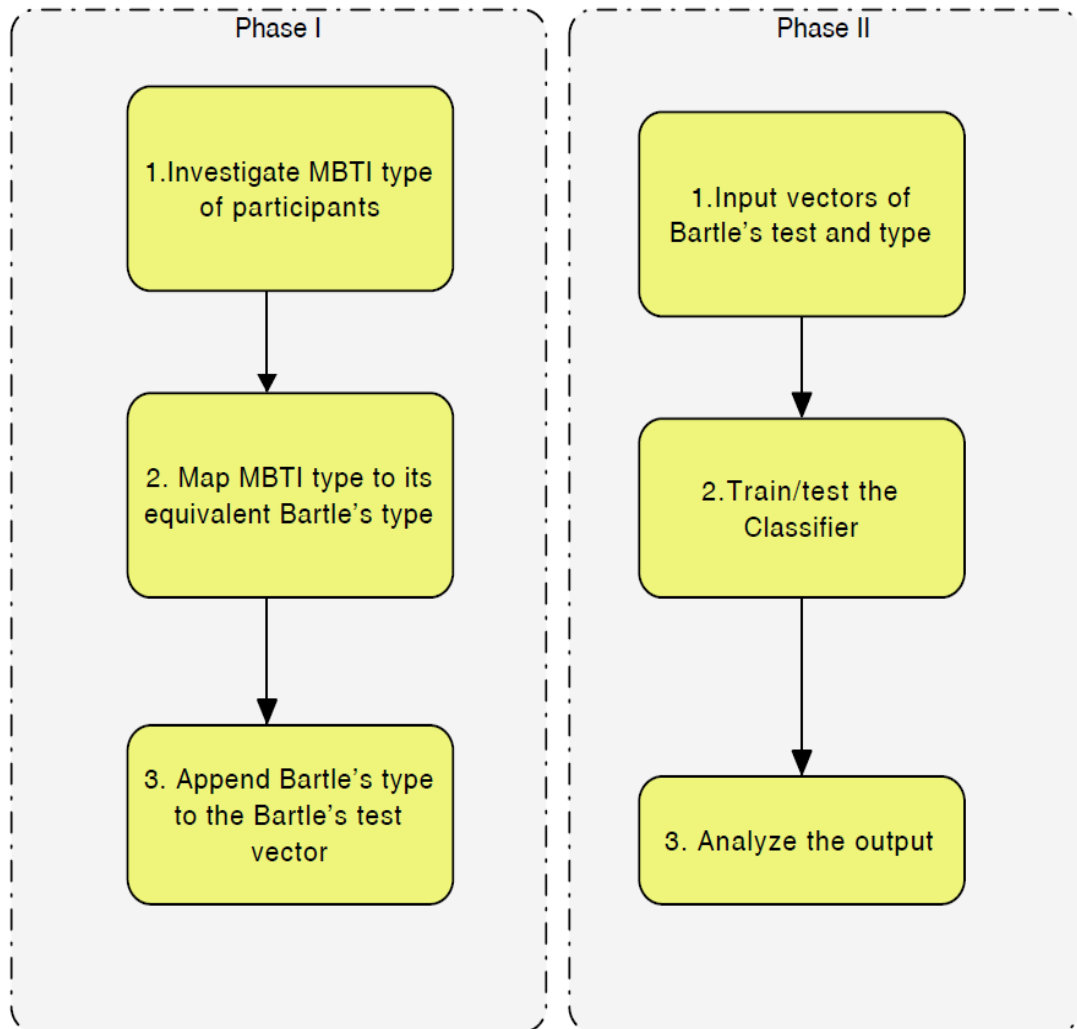 Phase I
1.Investigate MBTI type
of participants
2. Map MBTI type to its
equivalent Bartle's type
3. Append Bartle's type
to the Bartle's test
vector
Phase II
1.Input vectors of
Bartle's test and type
2.Train/test the
Classifier
3. Analyze the output